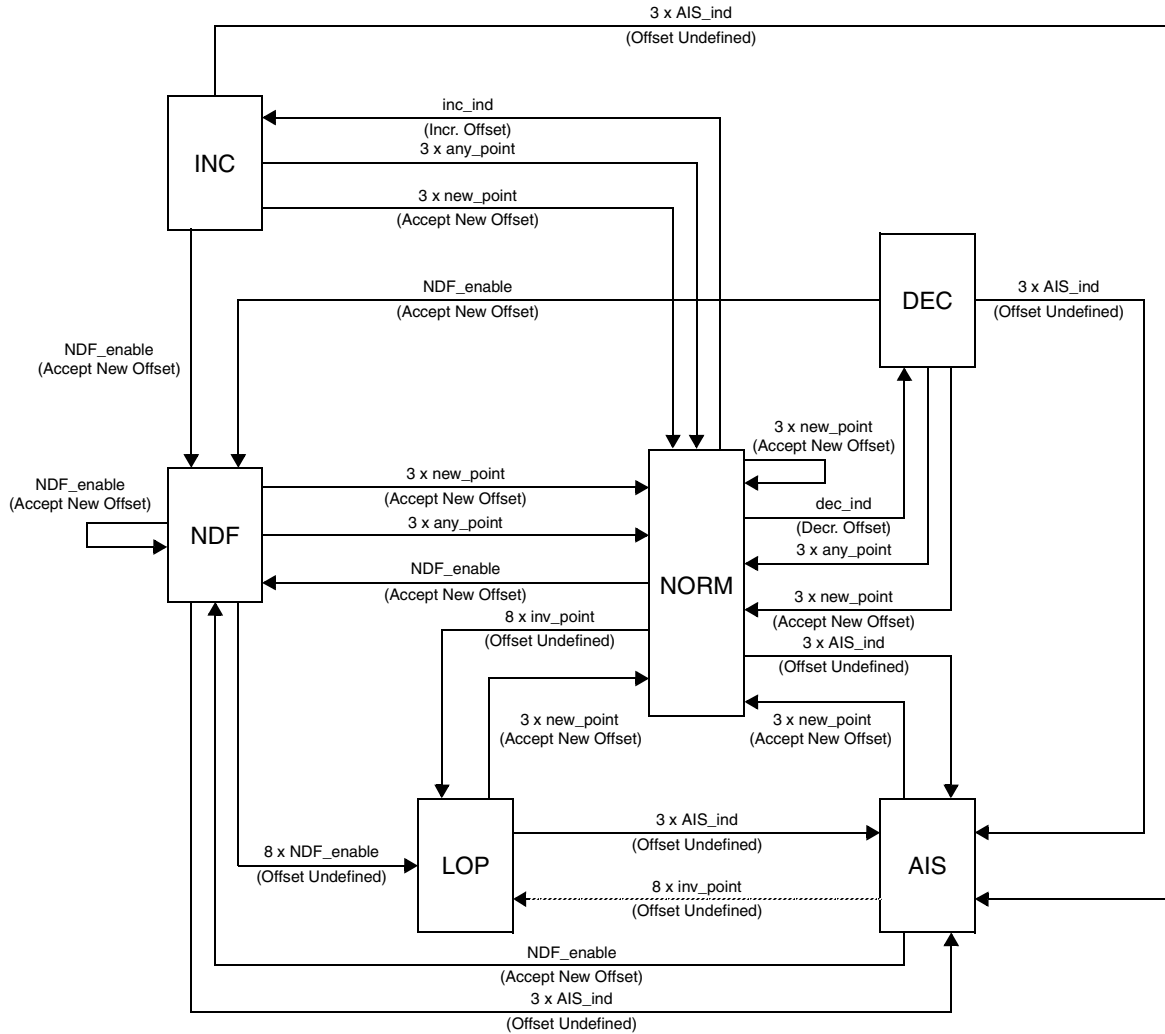 3 x AIS_ind
(Offset Undefined)
inc_ind
(Incr. Offset)
3 x any_point
INC
3 x new_point
(Accept New Offset)
NDF_enable
(Accept New Offset)
DEC
3 x AIS_ind
(Offset Undefined)
NDF_enable
(Accept New Offset)
3 x new_point
(Accept New Offset)
NDF_enable
(Accept New Offset)
3 x new_point
(Accept New Offset)
dec_ind
(Decr. Offset)
NDF
3 x any_point
3 x any_point
NORM
NDF_enable
(Accept New Offset)
3 x new_point
(Accept New Offset)
8 x inv_point
(Offset Undefined)
3 x AIS_ind
(Offset Undefined)
3 x new_point
(Accept New Offset)
3 x new_point
(Accept New Offset)
3 x AIS_ind
(Offset Undefined)
8 x NDF_enable
(Offset Undefined)
LOP
AIS
8 x inv_point
(Offset Undefined)
NDF_enable
(Accept New Offset)
3 x AIS_ind
(Offset Undefined)